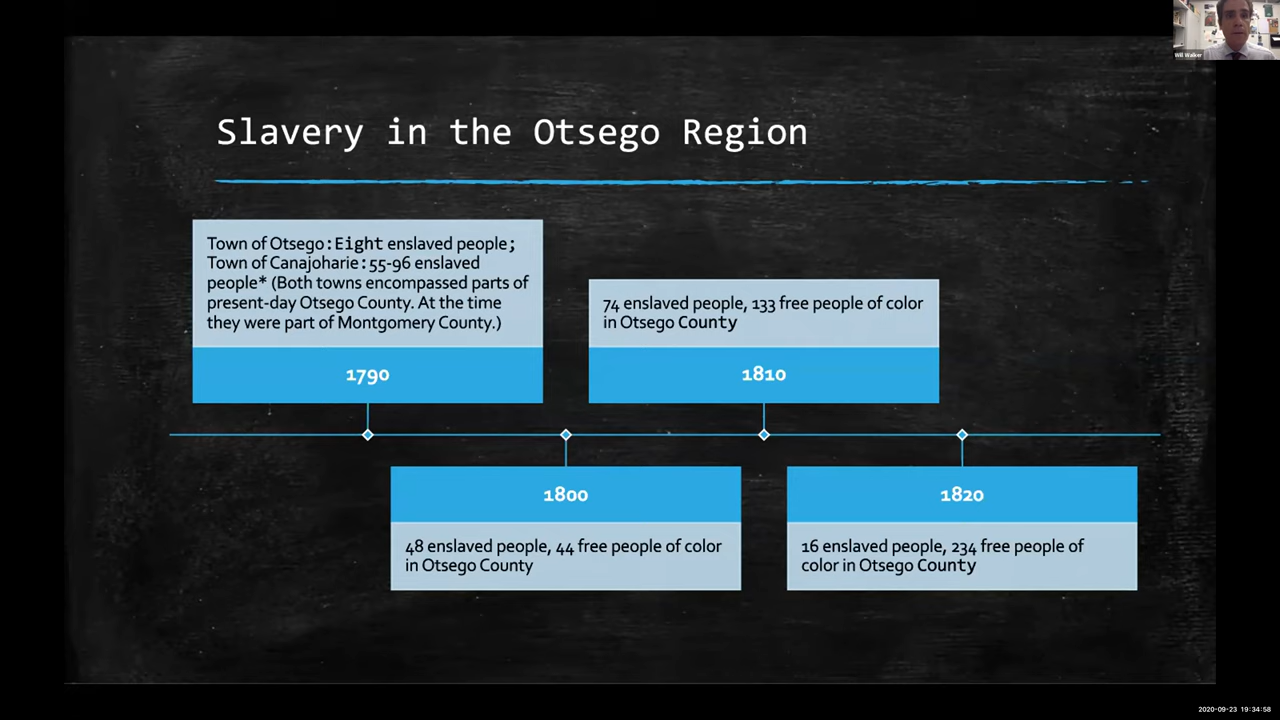 Will Walker
Slavery in the Otsego Region
Town of Otsego: Eight enslaved people;
Town of Canajoharie: 55-96 enslaved
people* (Both towns encompassed parts of
present-day Otsego County. At the time
they were part of Montgomery County.)
1790
74 enslaved people, 133 free people of color
in Otsego County
1810
1800
48 enslaved people, 44 free people of color
in Otsego County
1820
16 enslaved people, 234 free people of
color in Otsego County
2020-09-23 19:34:58